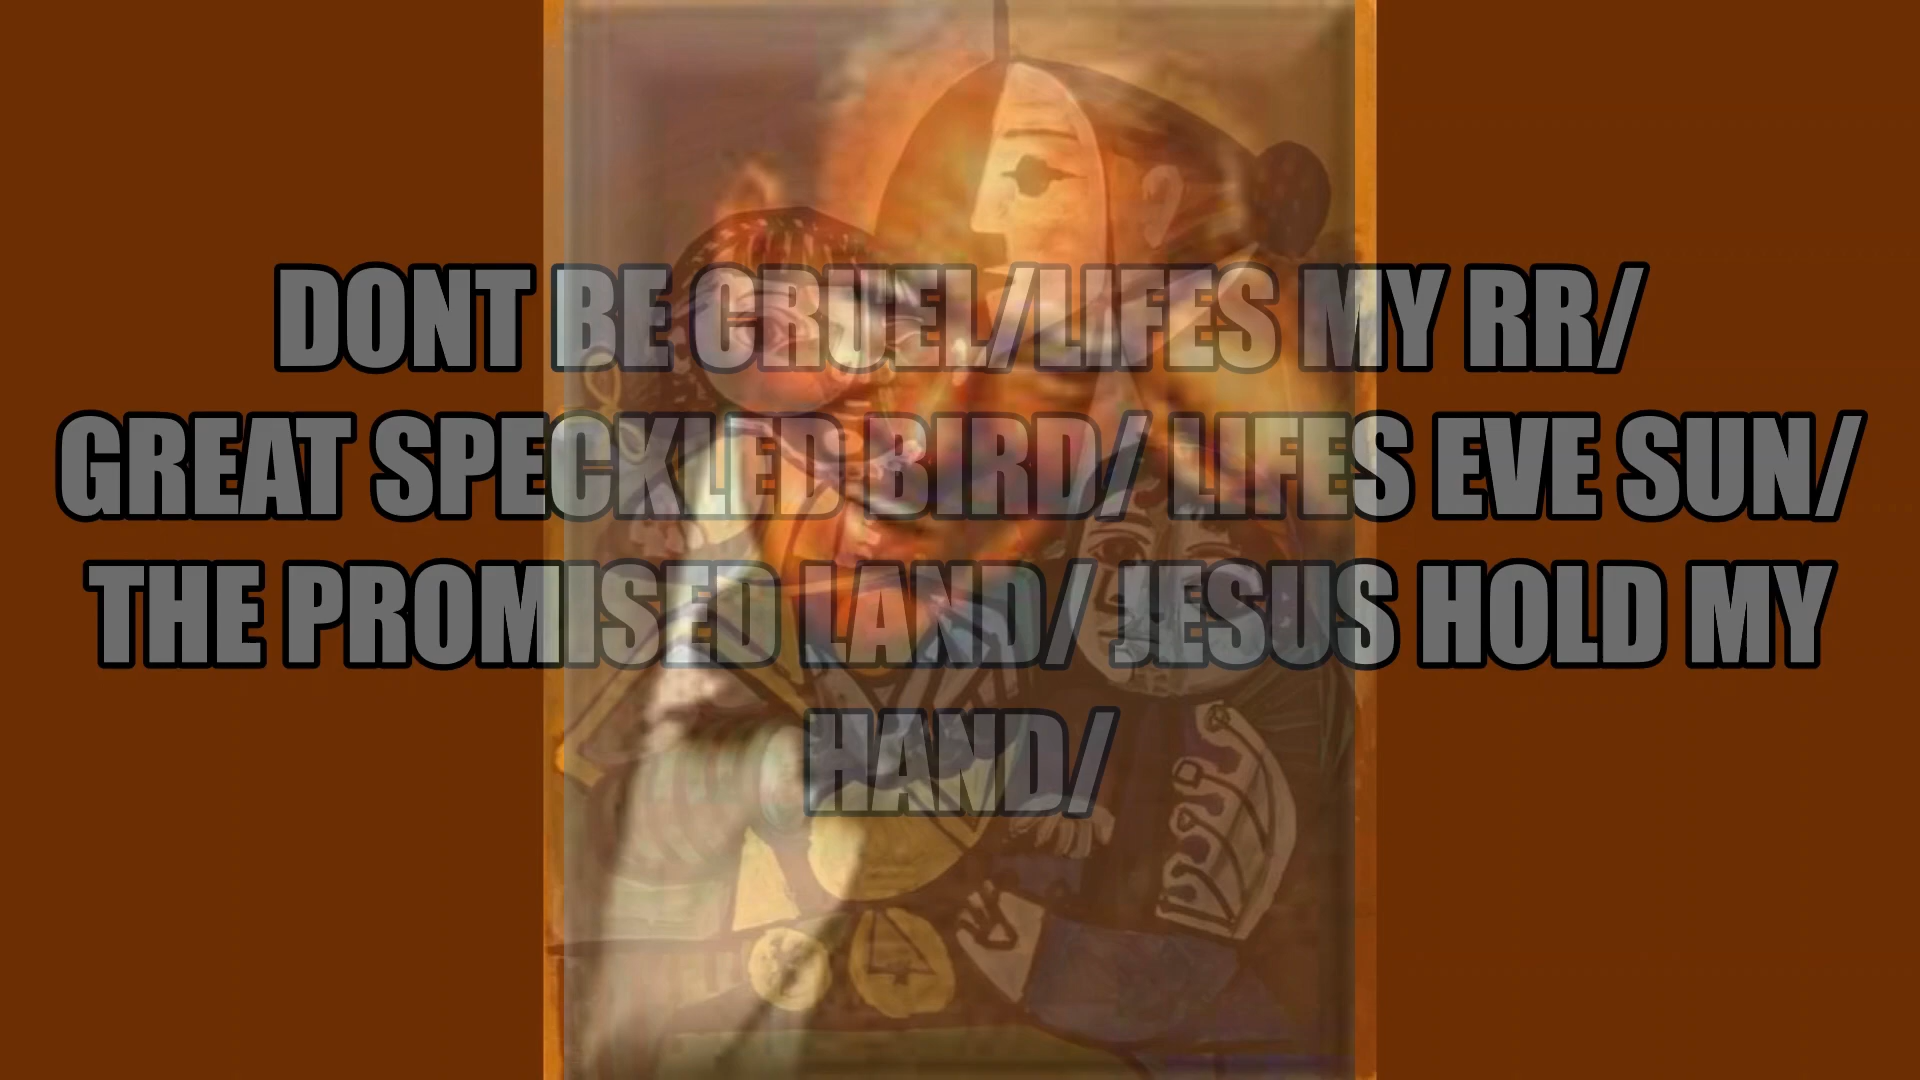 DONT BE CRUEL/LIFES MY RR/
GREAT SPECKLED BIRD/ LIFES EVE SUN/
THE PROMISED LAND/ JESUS HOLD MY
HAND/